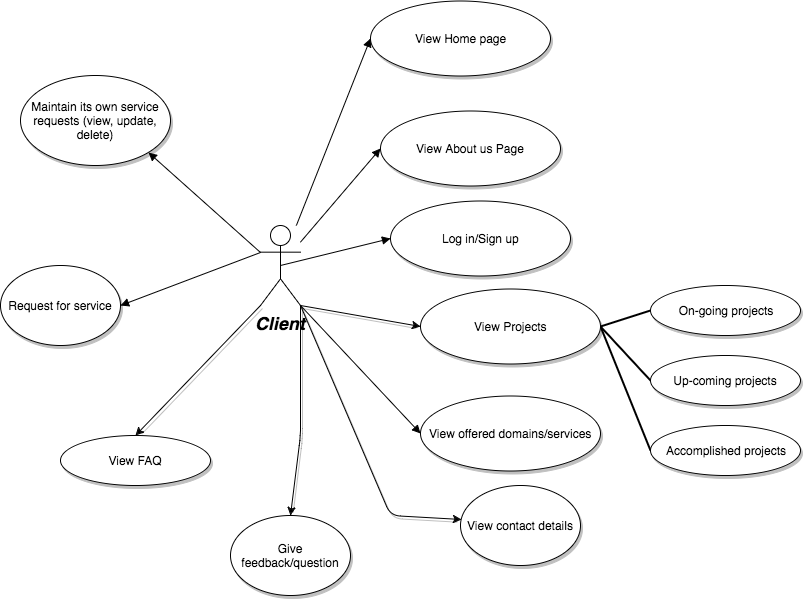 View Home page
Maintain its own service
requests (view, update,
delete)
View About us Page
Log in/Sign up
Request for service
Client
View Projects
On-going projects
Up-coming projects
Accomplished projects
View offered domains/services
View FAQ
View contact details
Give
feedback/question